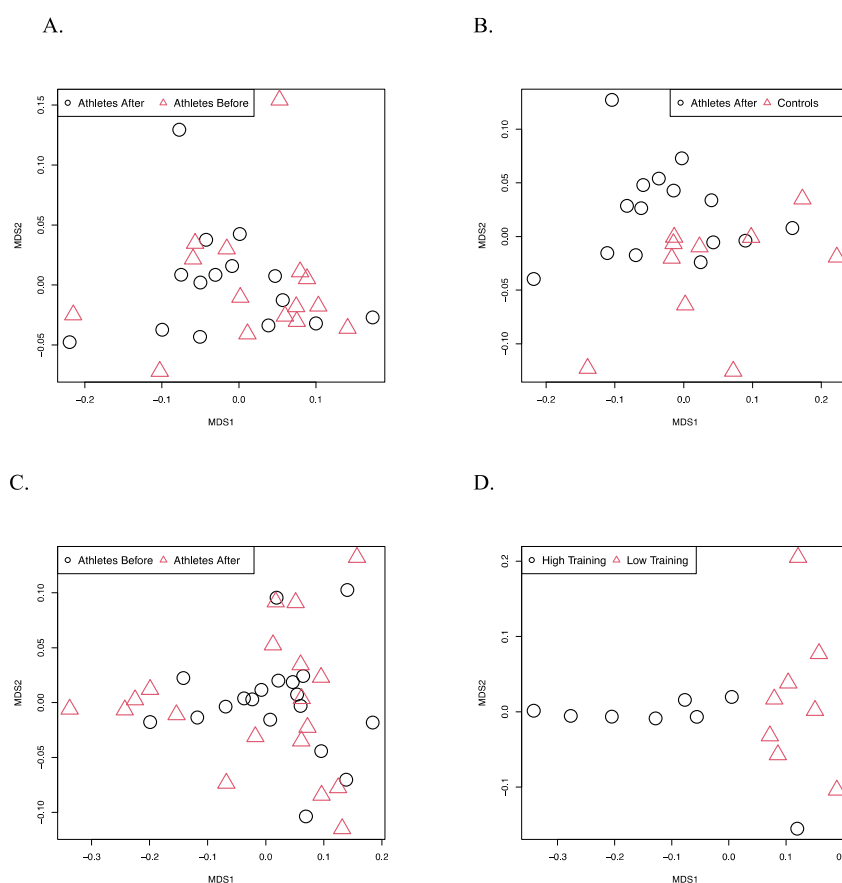 A.
Athletes After Athletes Before
0.15
0.10
0.05
0.00
−0.05
MDS2
−0.2 −0.1 0.0 0.1
MDS1
B.
Athletes After Controls
0.10
0.05
0.00
−0.05
−0.10
MDS2
−0.2 −0.1 0.0 0.1 0.2
MDS1
C.
Athletes Before Athletes After
0.10
0.05
0.00
−0.05
−0.10
MDS2
−0.3 −0.2 −0.1 0.0 0.1 0.2
MDS1
D.
High Training Low Training
0.2
0.1
0.0
−0.1
MDS2
−0.3 −0.2 −0.1 0.0 0.1
MDS1